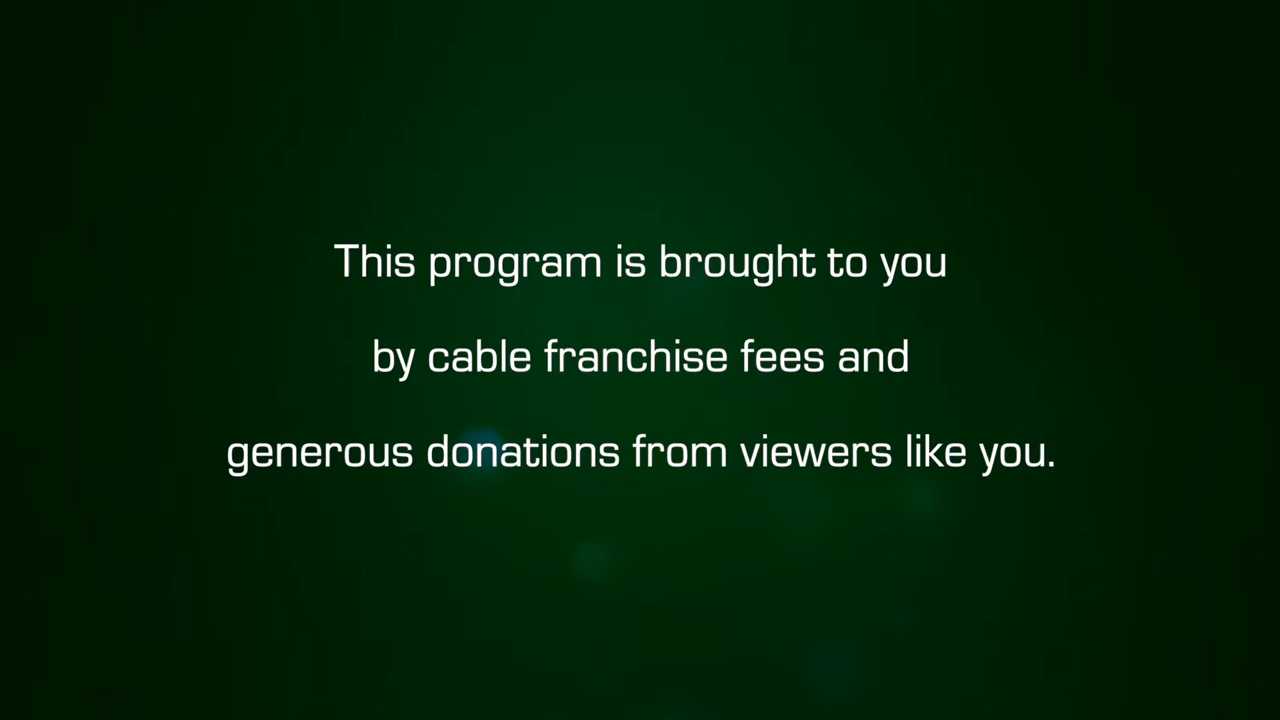 This program is brought to you
by cable franchise fees and
generous donations from viewers like you.